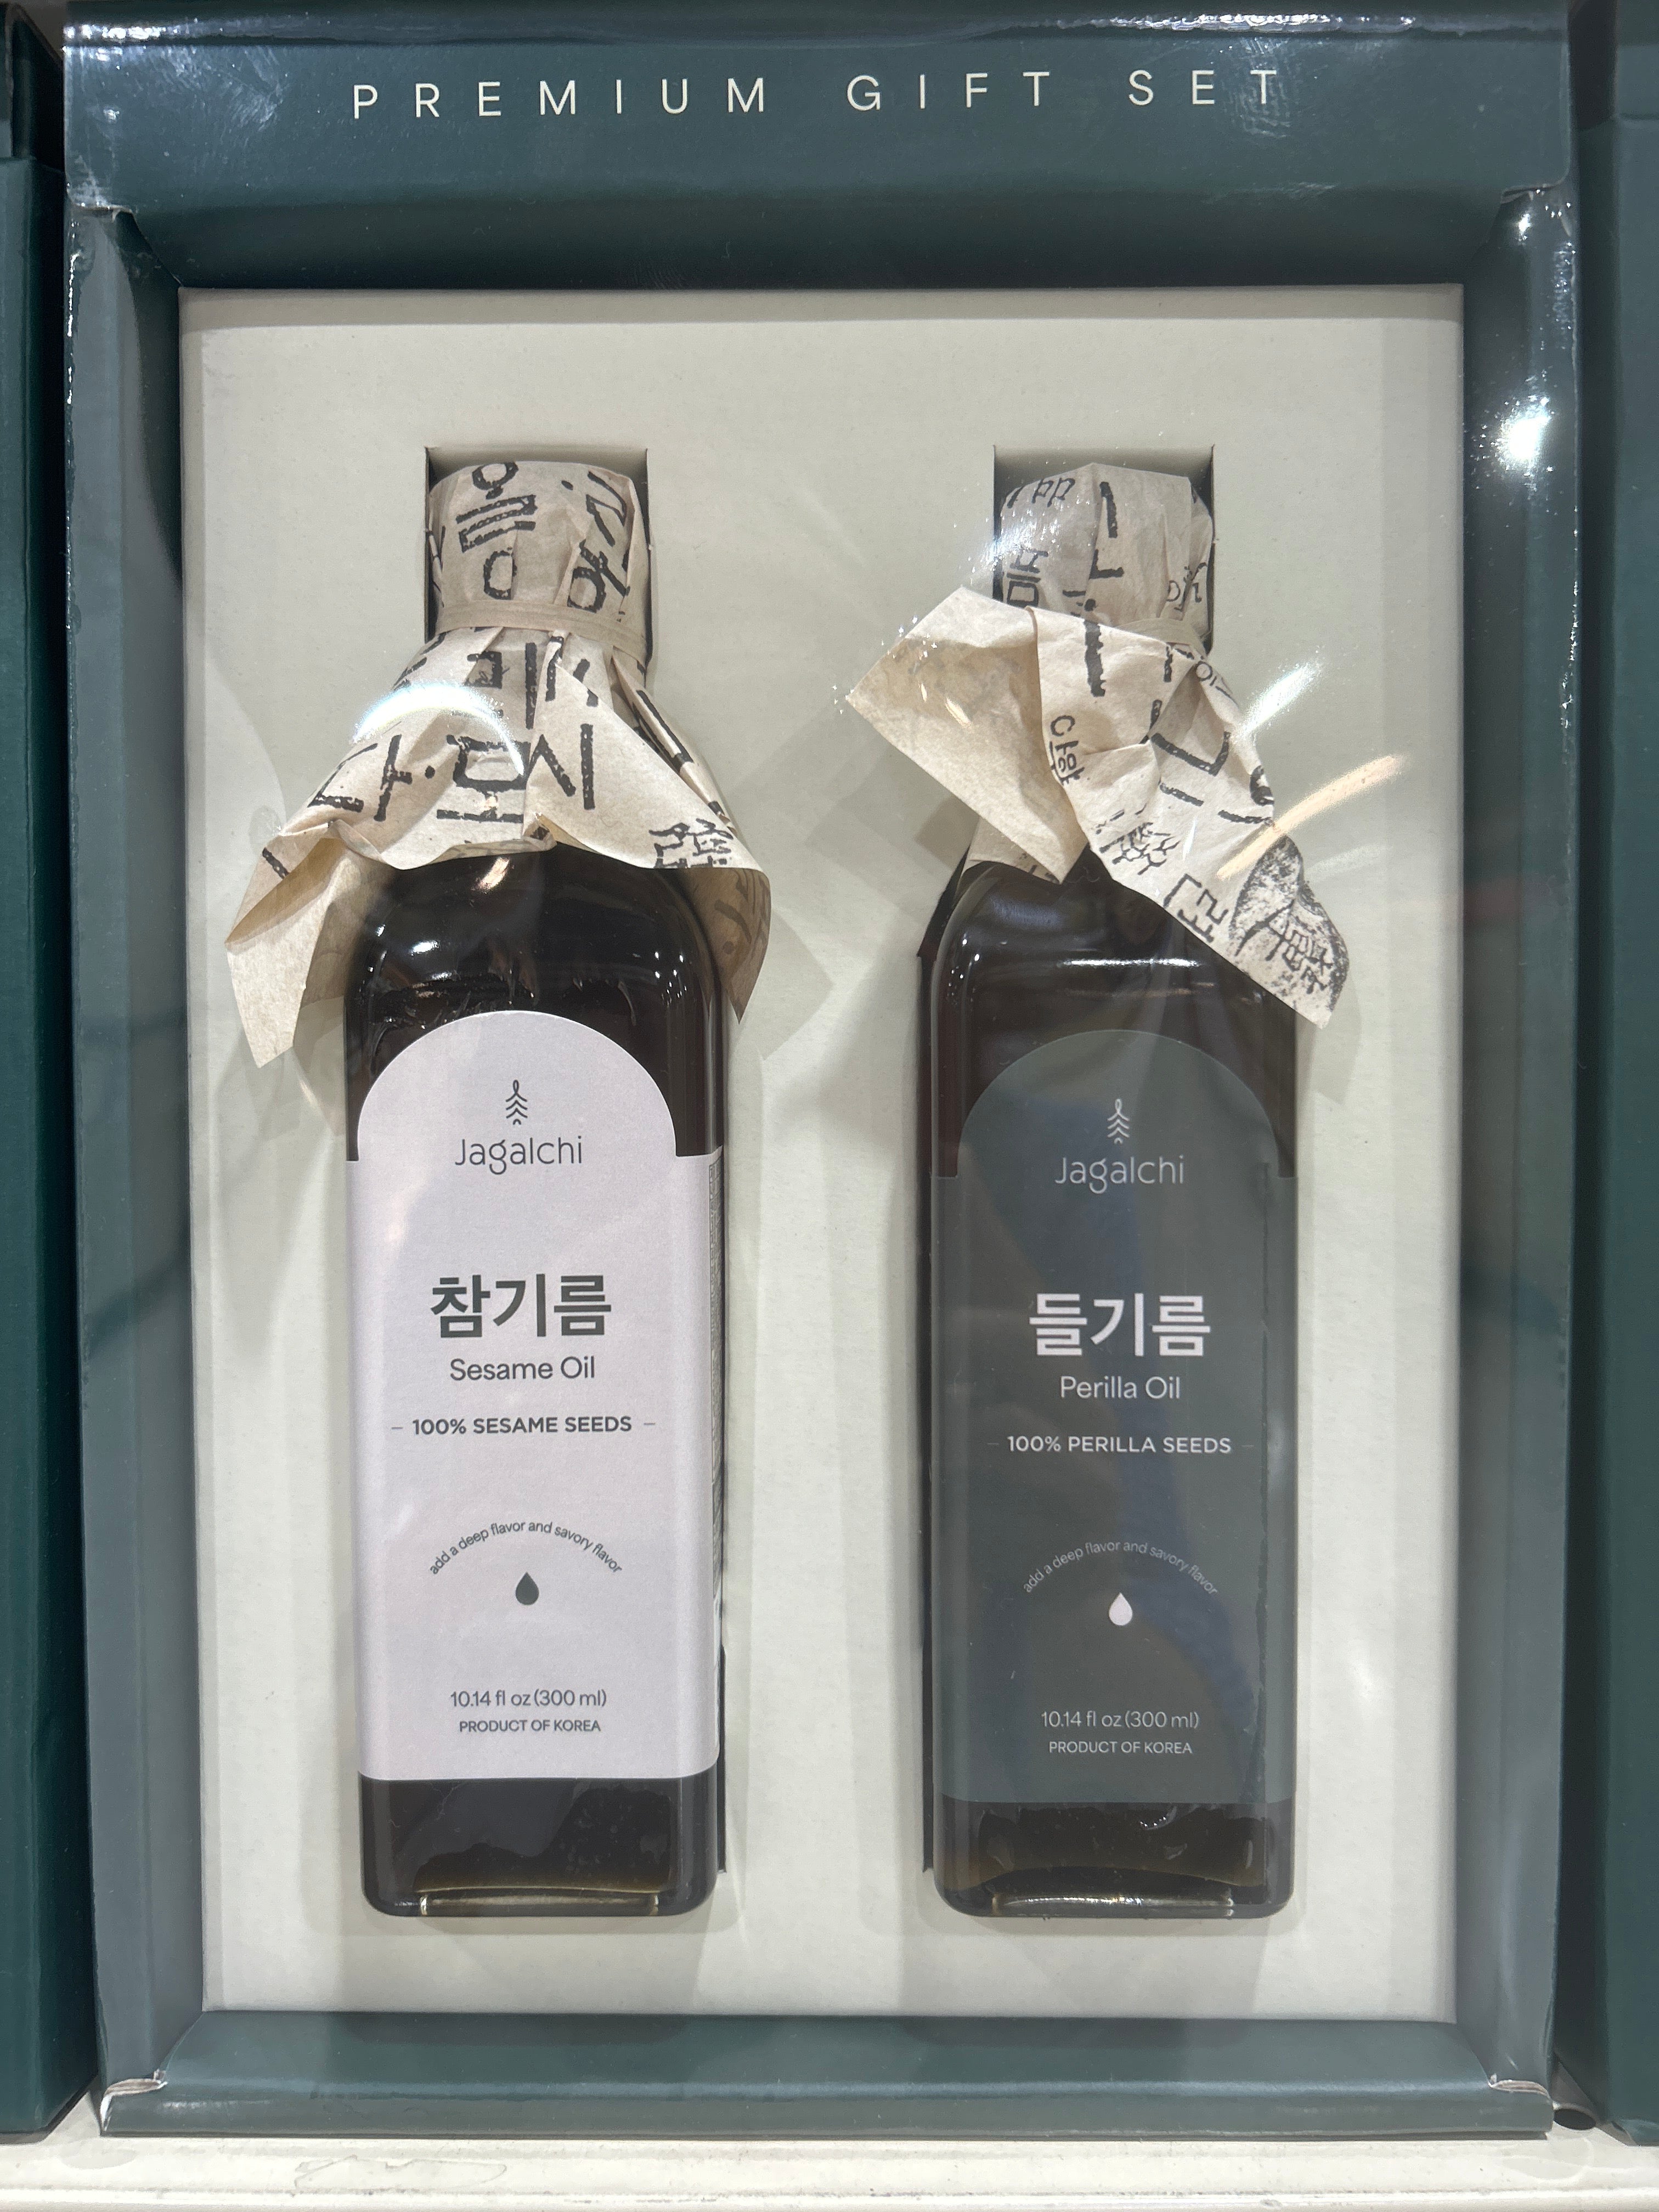 PREMIUM GIFT SET
Jagalchi
참기름
Sesame Oil
– 100% SESAME SEEDS –
add a deep flavor and savory flavor
10.14 fl oz (300 ml)
PRODUCT OF KOREA
Jagalchi
들기름
Perilla Oil
– 100% PERILLA SEEDS –
add a deep flavor and savory flavor
10.14 fl oz (300 ml)
PRODUCT OF KOREA